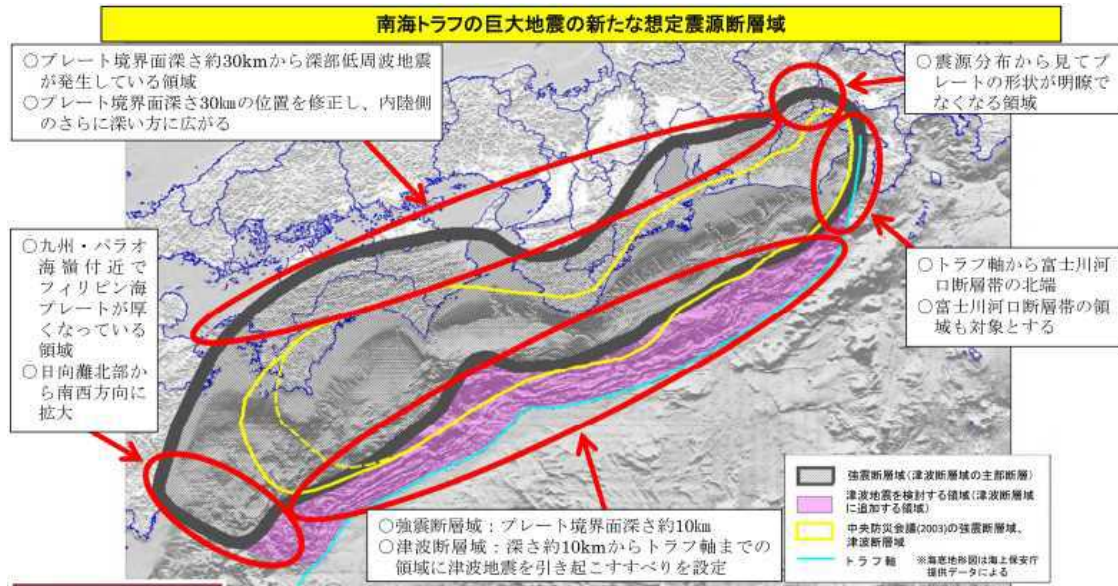 南海トラフの巨大地震の新たな想定震源断層域
○プレート境界面深さ約30kmから深部低周波地震
が発生している領域
○プレート境界面深さ30kmの位置を修正し、内陸側
のさらに深い方に広がる
○震源分布から見てプ
レートの形状が明瞭
でなくなる領域
○九州・パラオ
海嶺付近で
フィリピン海
プレートが厚
くなっている
領域
○日向灘北部か
ら南西方向に
拡大
○トラフ軸から富士川河
口断層帯の北端
○富士川河口断層帯の領
域も対象とする
○強震断層域：プレート境界面深さ約10km
○津波断層域：深さ約10kmからトラフ軸までの
領域に津波地震を引き起こすすべりを設定
強震断層域(津波断層域の主部断層)
津波地震を検討する領域(津波断層域
に追加する領域)
中央防災会議(2003)の強震断層域、
津波断層域
トラフ軸 ※海底地形図は海上保安庁
提供データによる